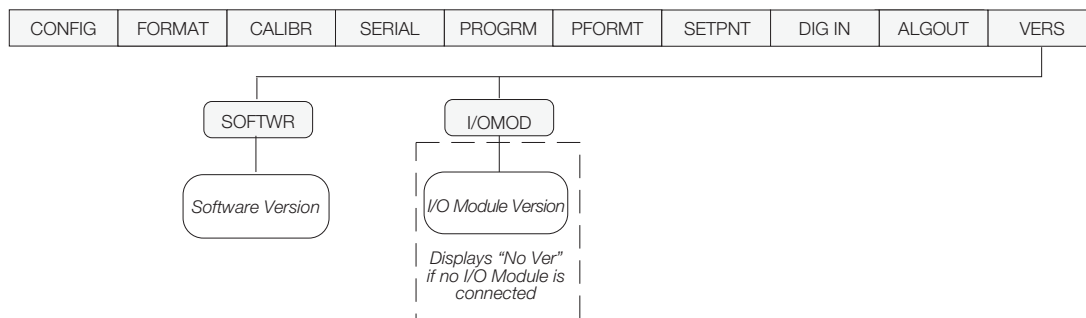 CONFIG FORMAT CALIBR SERIAL PROGRM PFORMT SETPNT DIG IN ALGOUT VERS
SOFTWR I/OMOD
Software Version I/O Module Version
Displays “No Ver”
if no I/O Module is
connected